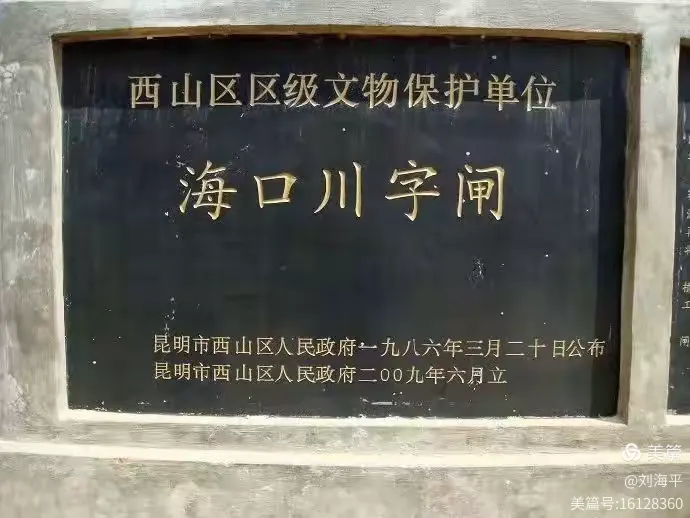 西山区区级文物保护单位
海口川字闸
昆明市西山区人民政府一九八六年三月二十日公布
昆明市西山区人民政府二00九年六月立
美篇
@刘海平
美篇号:16128360